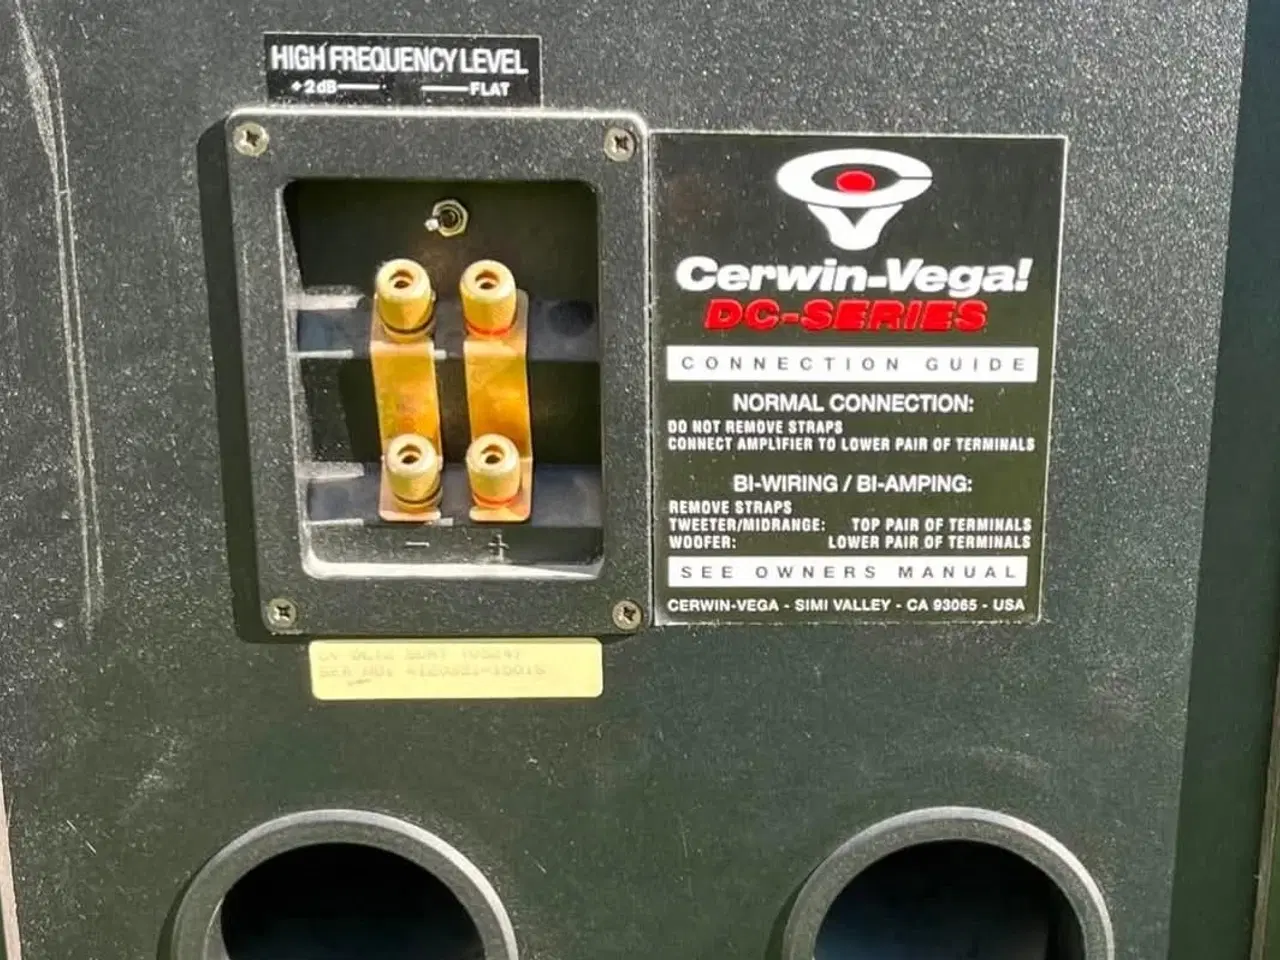 HIGH FREQUENCY LEVEL
+2dB FLAT
Cerwin-Vega!
DC-SERIES
CONNECTION GUIDE
NORMAL CONNECTION:
DO NOT REMOVE STRAPS
CONNECT AMPLIFIER TO LOWER PAIR OF TERMINALS
BI-WIRING / BI-AMPING:
REMOVE STRAPS
TWEETER/MIDRANGE: TOP PAIR OF TERMINALS
WOOFER: LOWER PAIR OF TERMINALS
SEE OWNERS MANUAL
CERWIN-VEGA - SIMI VALLEY - CA 93065 - USA
- +